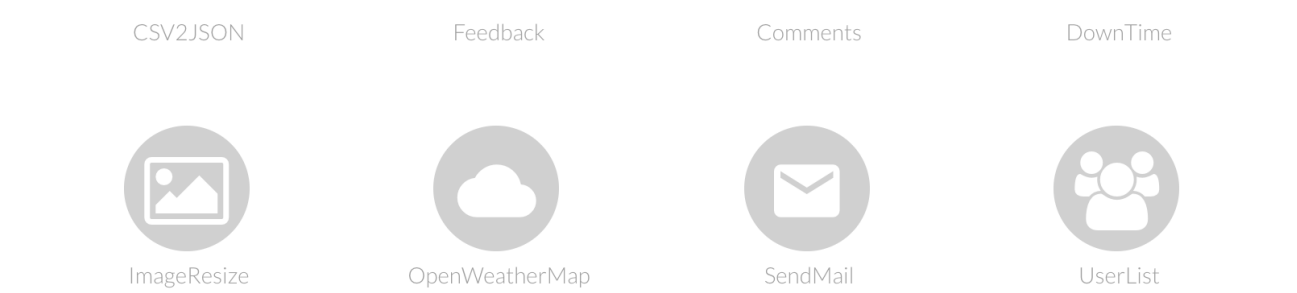 CSV2JSON
Feedback
Comments
DownTime
ImageResize
OpenWeatherMap
SendMail
UserList